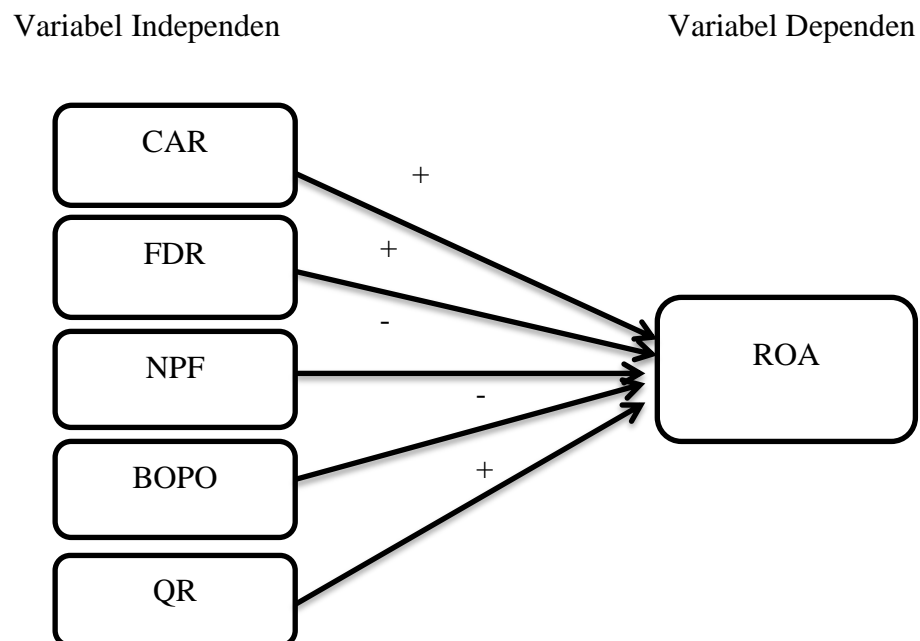 Variabel Independen
Variabel Dependen
CAR
+
FDR
+
-
NPF
ROA
-
BOPO
+
QR